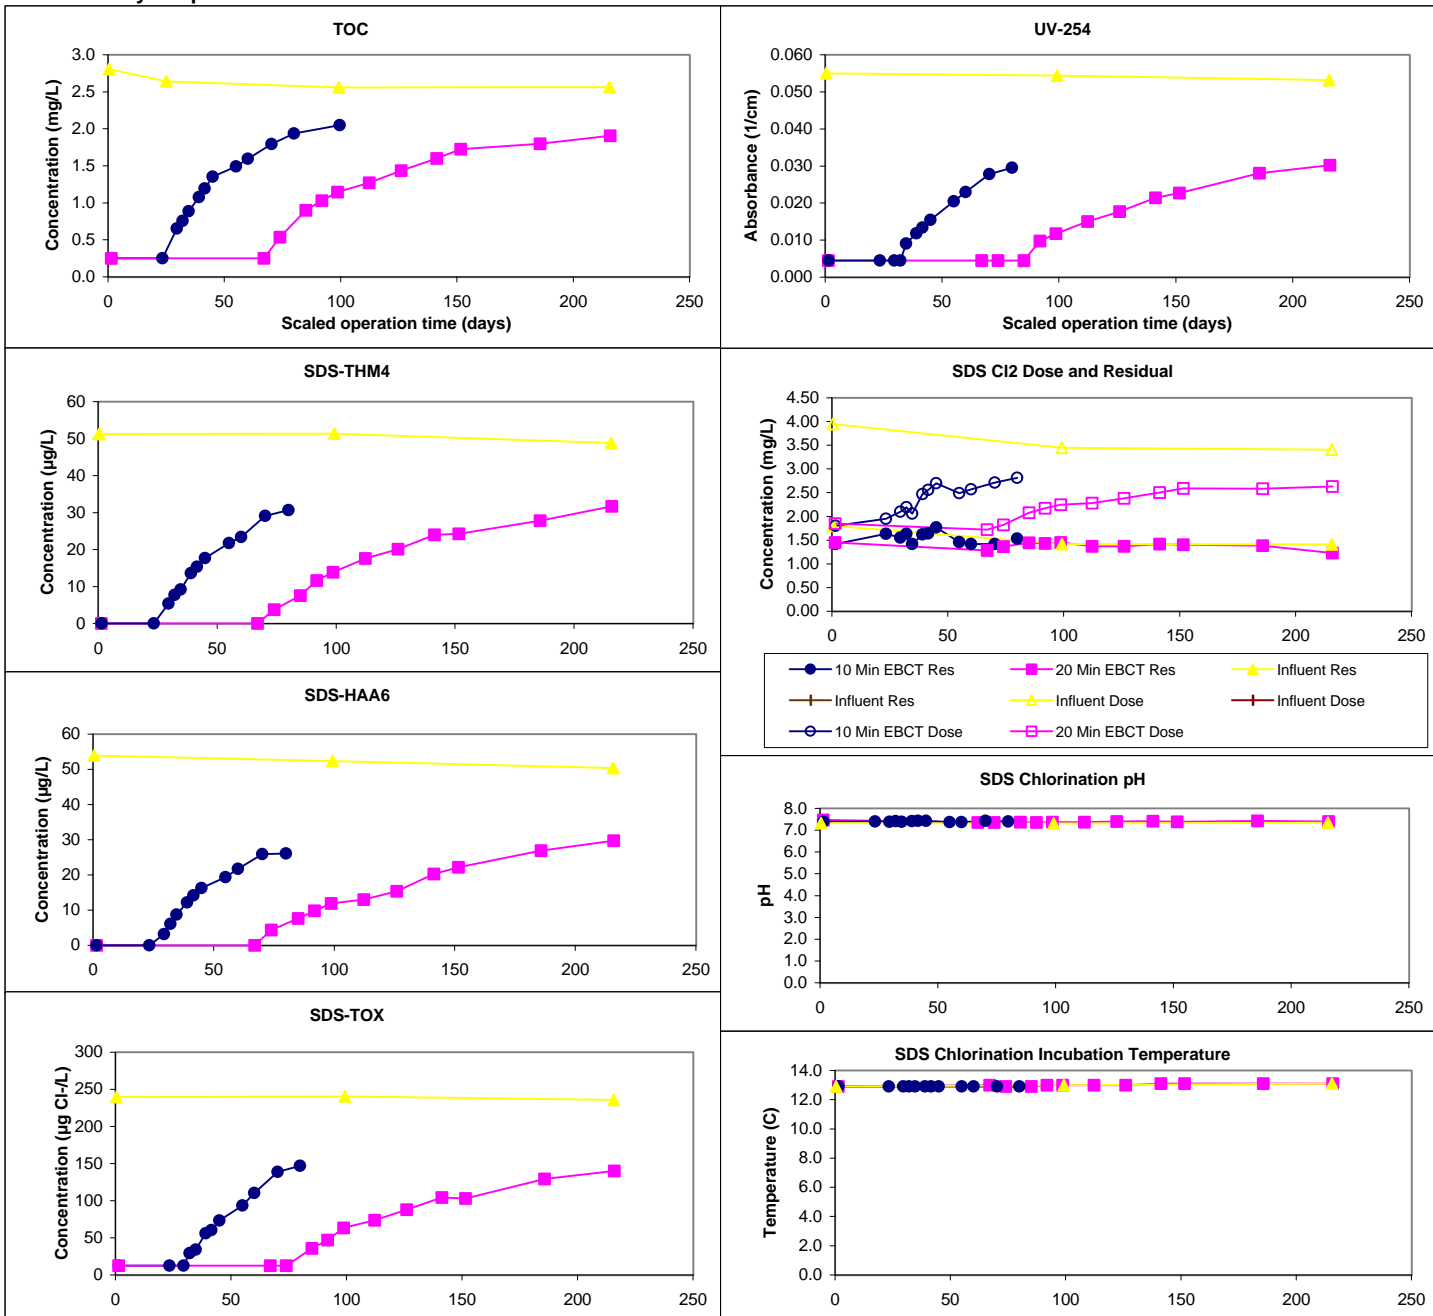 TOC
3.0
2.5
2.0
1.5
1.0
0.5
0.0
Concentration (mg/L)
0 50 100 150 200 250
Scaled operation time (days)
UV-254
0.060
0.050
0.040
0.030
0.020
0.010
0.000
Absorbance (1/cm)
0 50 100 150 200 250
Scaled operation time (days)
SDS-THM4
60
50
40
30
20
10
0
Concentration (µg/L)
0 50 100 150 200 250
SDS Cl2 Dose and Residual
4.50
4.00
3.50
3.00
2.50
2.00
1.50
1.00
0.50
0.00
Concentration (mg/L)
0 50 100 150 200 250
10 Min EBCT Res 20 Min EBCT Res Influent Res
Influent Res Influent Dose Influent Dose
10 Min EBCT Dose 20 Min EBCT Dose
SDS-HAA6
60
50
40
30
20
10
0
Concentration (µg/L)
0 50 100 150 200 250
SDS Chlorination pH
8.0
7.0
6.0
5.0
4.0
3.0
2.0
1.0
0.0
pH
0 50 100 150 200 250
SDS-TOX
300
250
200
150
100
50
0
Concentration (µg Cl-/L)
0 50 100 150 200 250
SDS Chlorination Incubation Temperature
14.0
12.0
10.0
8.0
6.0
4.0
2.0
0.0
Temperature (C)
0 50 100 150 200 250